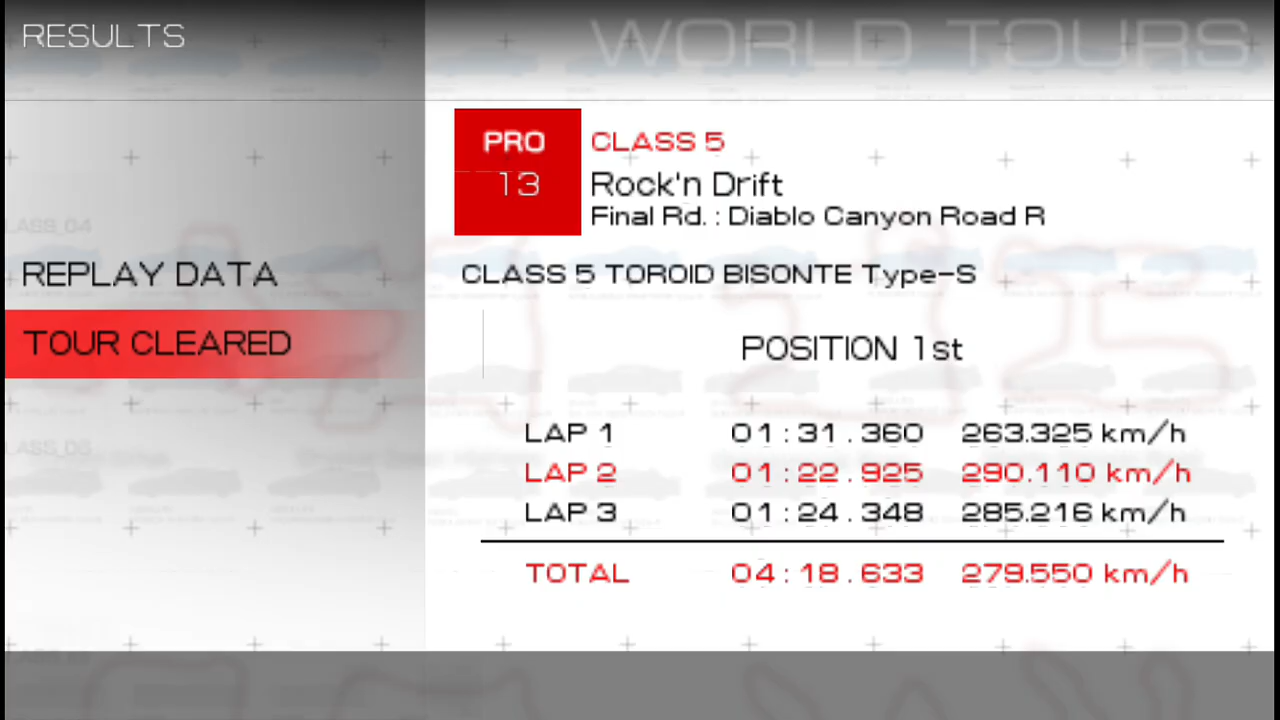 RESULTS
WORLD TOURS
PRO
13
CLASS 5
Rock'n Drift
Final Rd. : Diablo Canyon Road R
CLASS_04
REPLAY DATA
CLASS 5 TOROID BISONTE Type-S
TOUR CLEARED
POSITION 1st
LAP 1 01:31.360 263.325 km/h
LAP 2 01:22.925 290.110 km/h
LAP 3 01:24.348 285.216 km/h
TOTAL 04:18.633 279.550 km/h